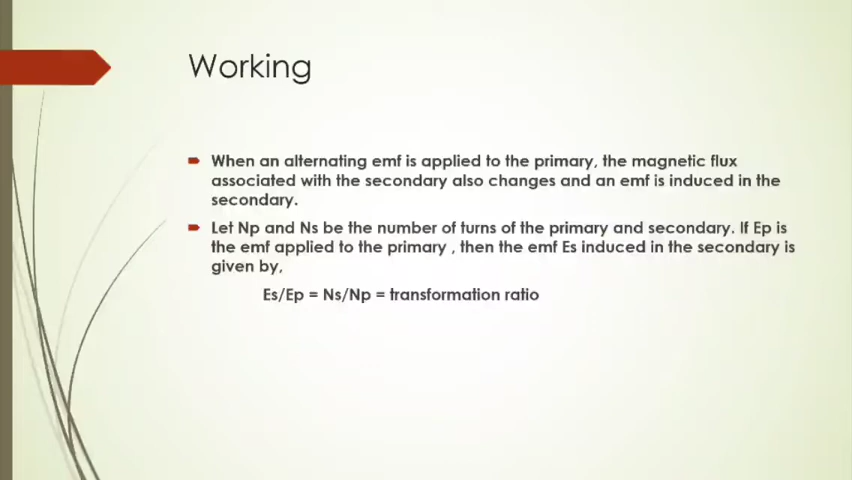 Working
When an alternating emf is applied to the primary, the magnetic flux
associated with the secondary also changes and an emf is induced in the
secondary.
Let Np and Ns be the number of turns of the primary and secondary. If Ep is
the emf applied to the primary , then the emf Es induced in the secondary is
given by,
Es/Ep = Ns/Np = transformation ratio